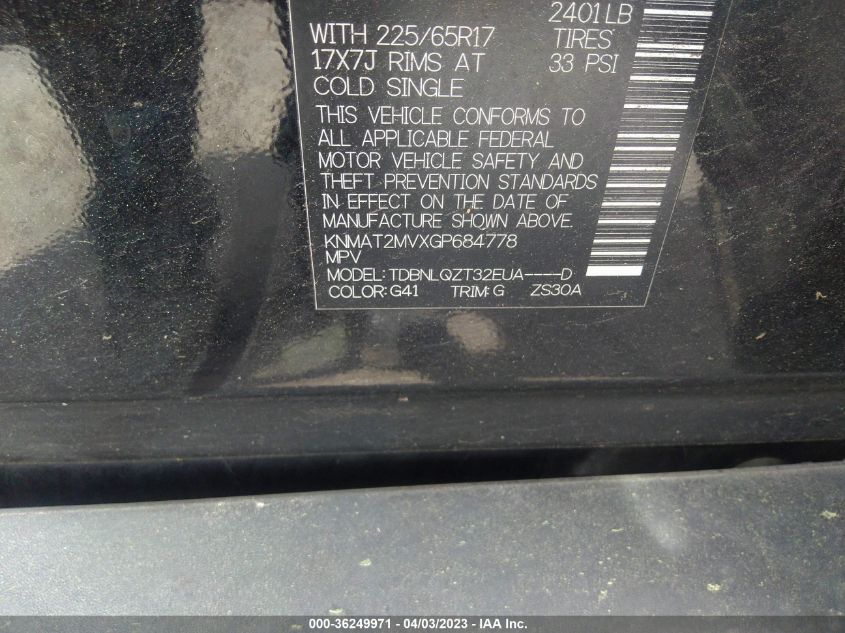 2401LB
WITH 225/65R17 TIRES
17X7J RIMS AT 33 PSI
COLD SINGLE
THIS VEHICLE CONFORMS TO
ALL APPLICABLE FEDERAL
MOTOR VEHICLE SAFETY AND
THEFT PREVENTION STANDARDS
IN EFFECT ON THE DATE OF
MANUFACTURE SHOWN ABOVE.
KNMAT2MVXGP684778
MPV
MODEL: TDBNLQZT32EUA----D
COLOR: G41 TRIM: G ZS30A
000-36249971 - 04/03/2023 - IAA Inc.